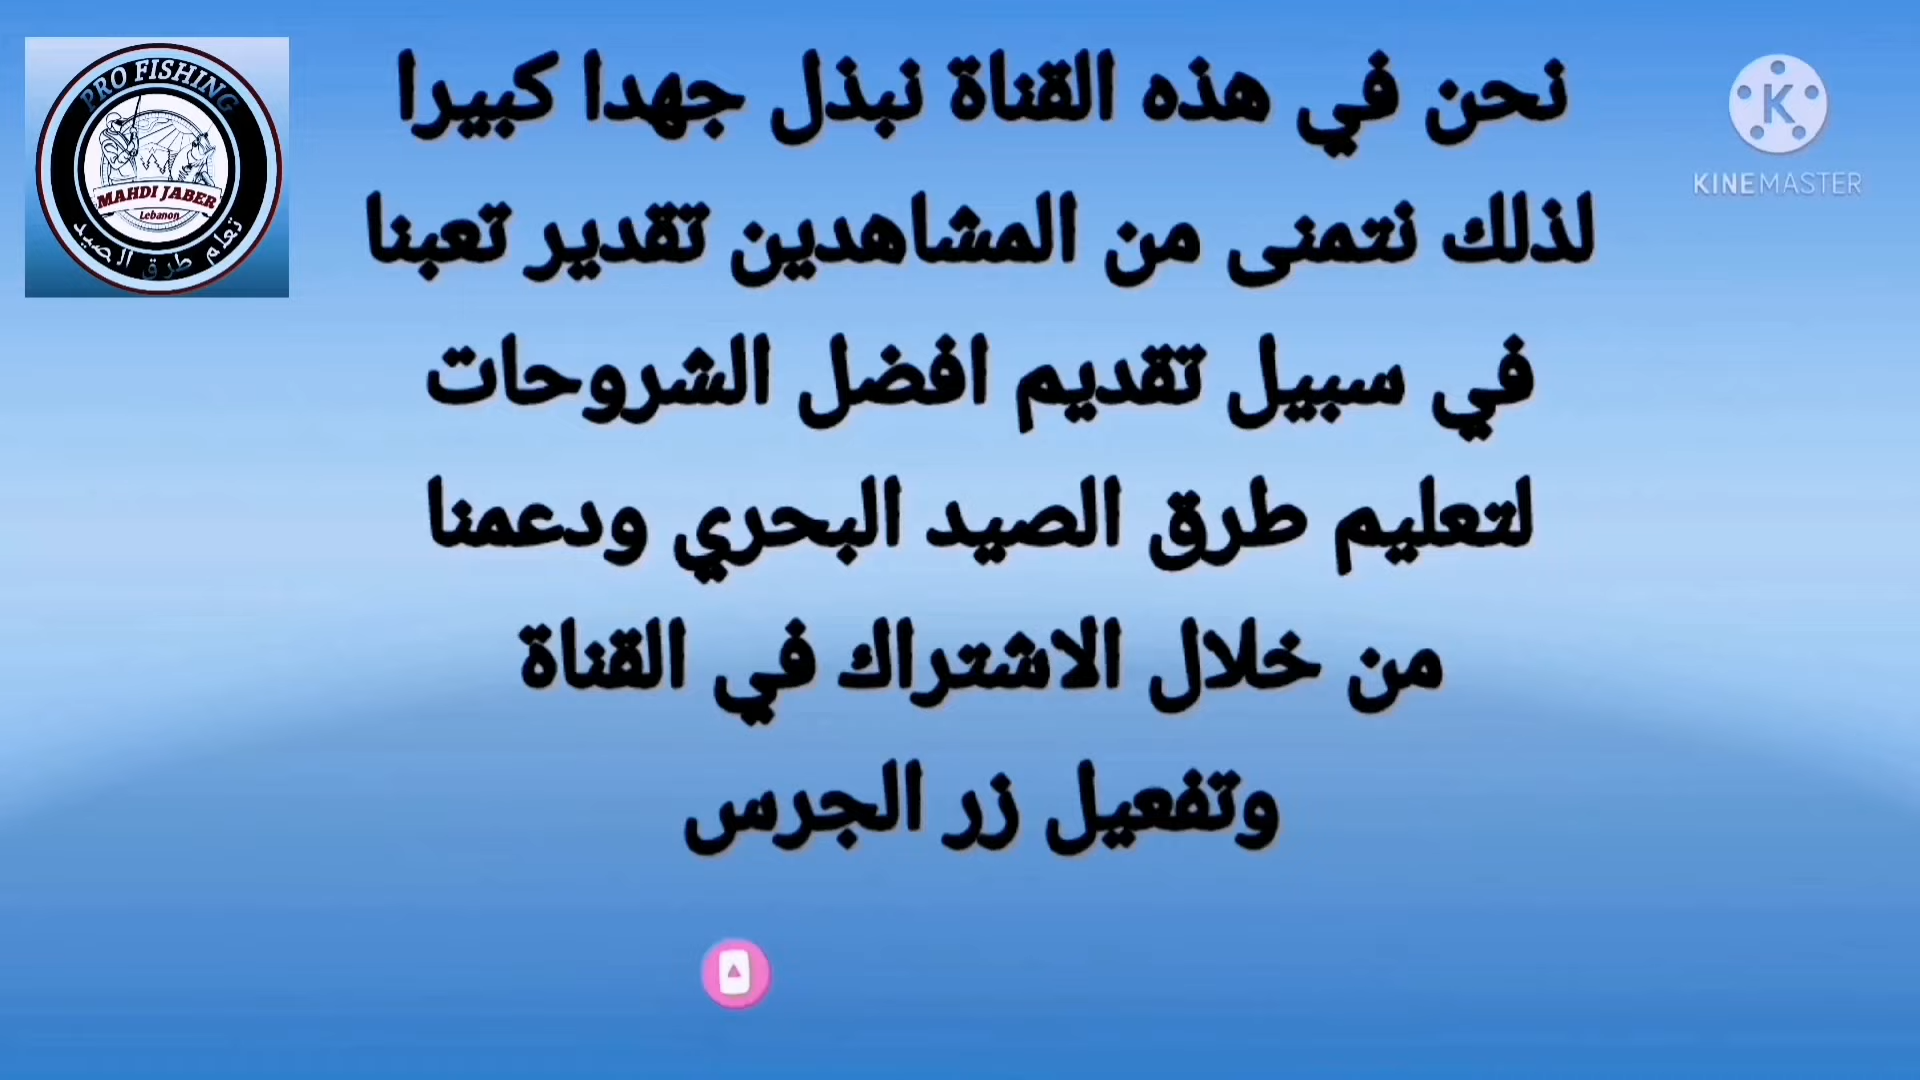 PRO FISHING
MAHDI JABER
Lebanon
تعلم طرق الصيد
نحن في هذه القناة نبذل جهدا كبيرا
لذلك نتمنى من المشاهدين تقدير تعبنا
في سبيل تقديم افضل الشروحات
لتعليم طرق الصيد البحري ودعمنا
من خلال الاشتراك في القناة
وتفعيل زر الجرس
K
KINEMASTER